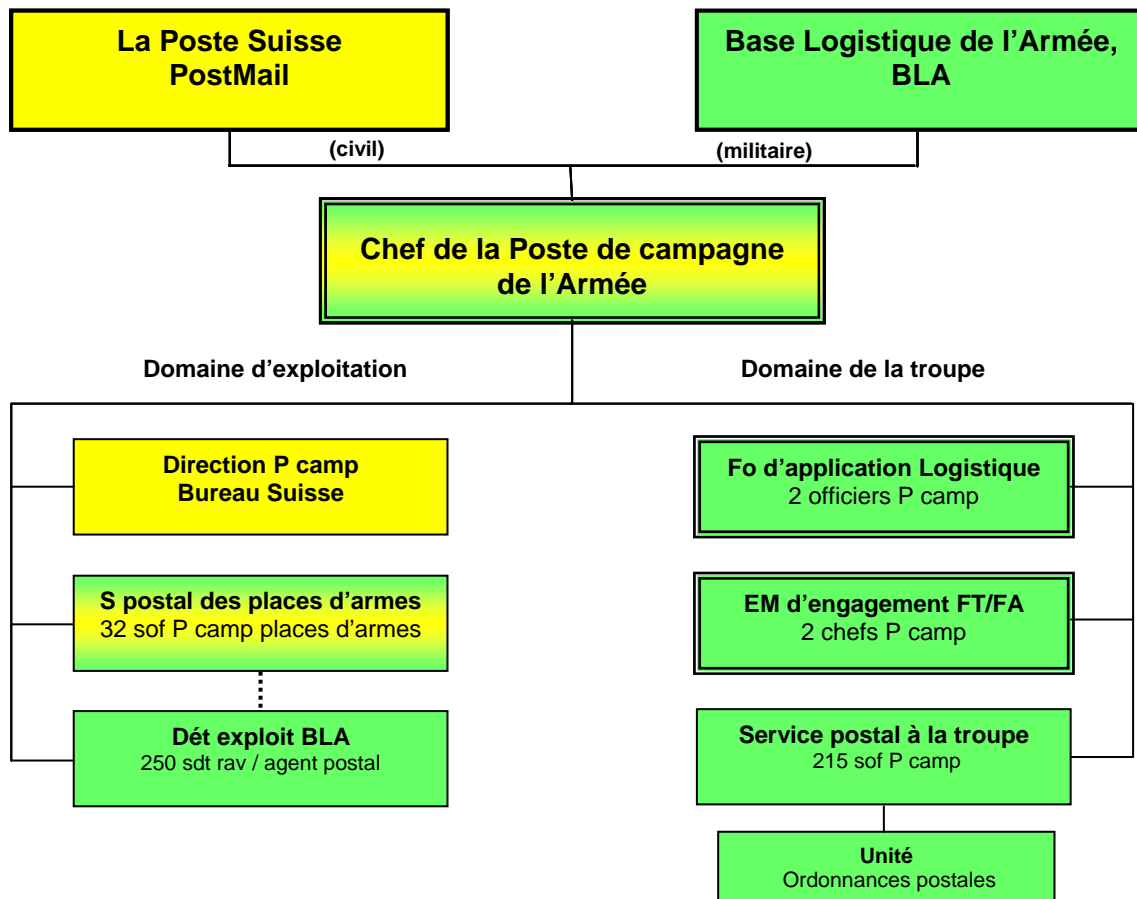 La Poste Suisse
PostMail
Base Logistique de l’Armée,
BLA
(civil)
(militaire)
Chef de la Poste de campagne
de l’Armée
Domaine d’exploitation
Domaine de la troupe
Direction P camp
Bureau Suisse
Fo d’application Logistique
2 officiers P camp
S postal des places d’armes
32 sof P camp places d’armes
EM d’engagement FT/FA
2 chefs P camp
Dét exploit BLA
250 sdt rav / agent postal
Service postal à la troupe
215 sof P camp
Unité
Ordonnances postales